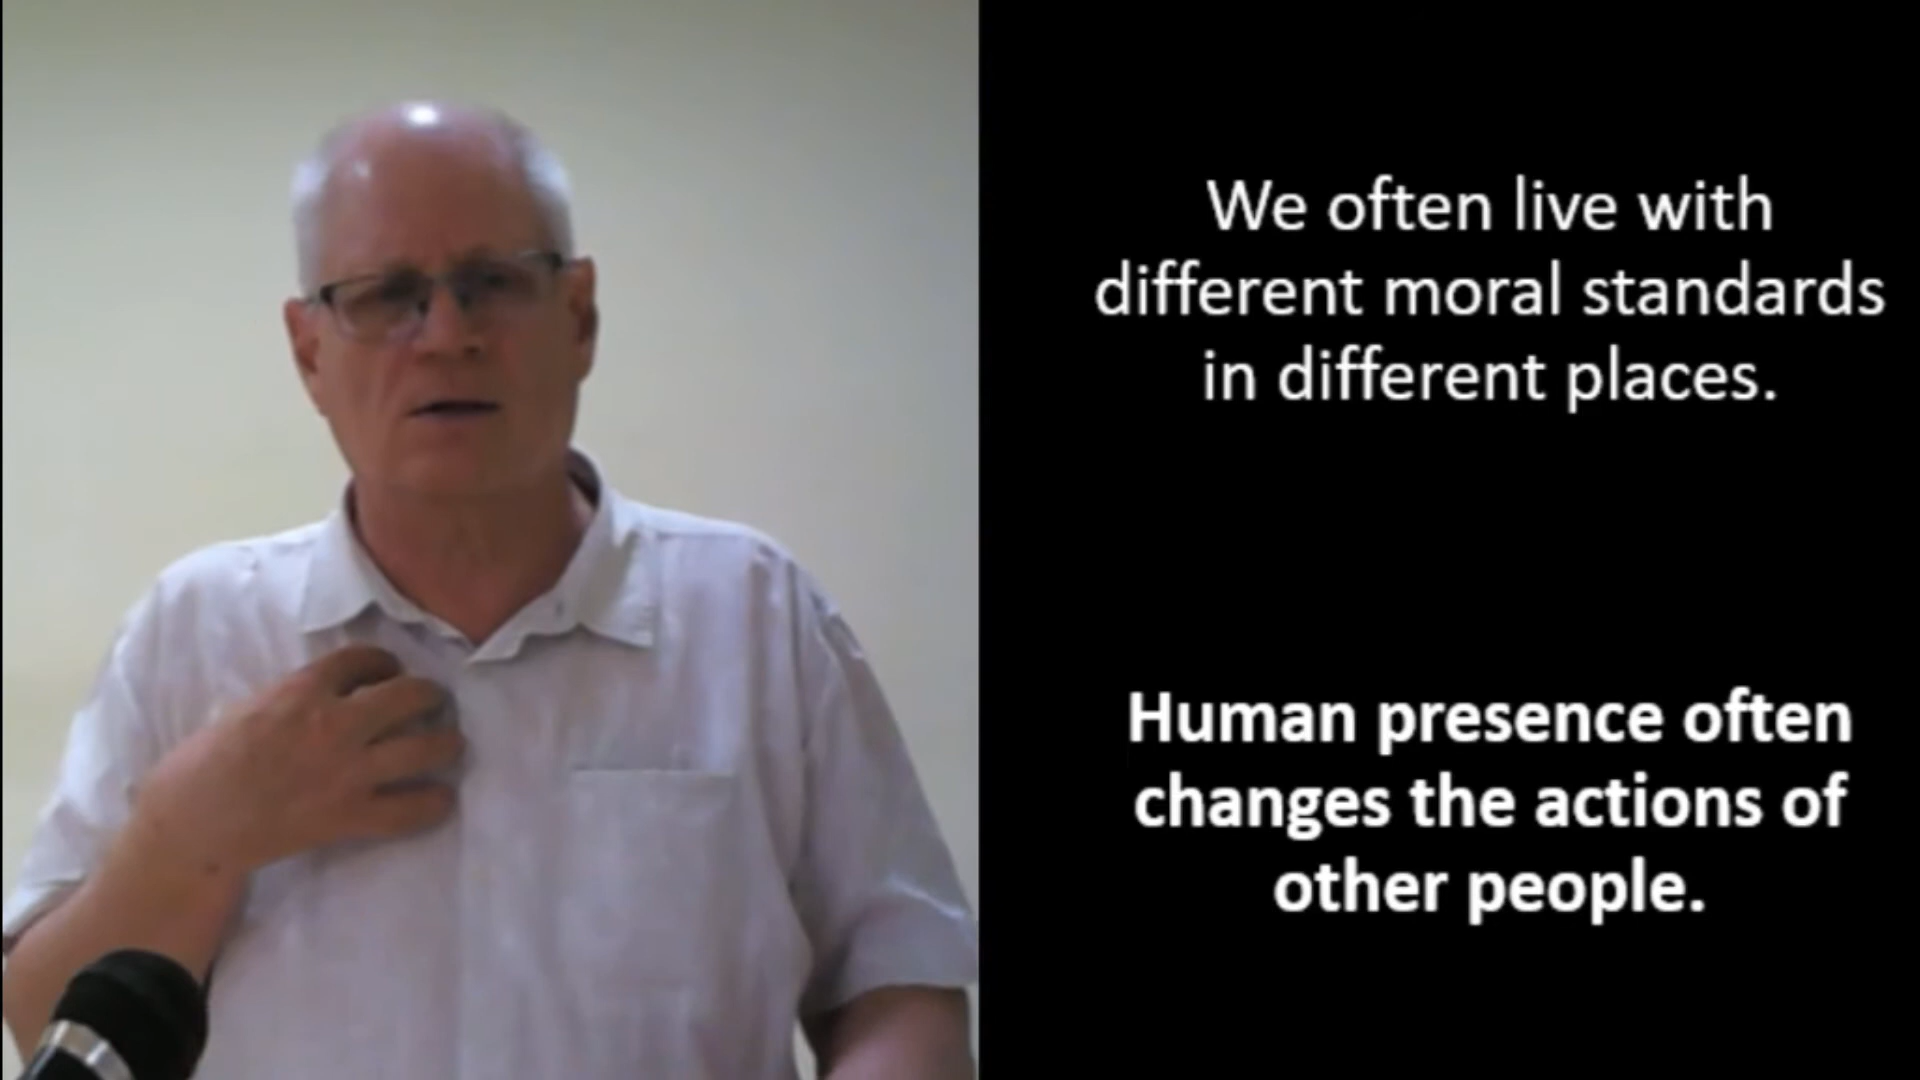 We often live with
different moral standards
in different places.
Human presence often
changes the actions of
other people.